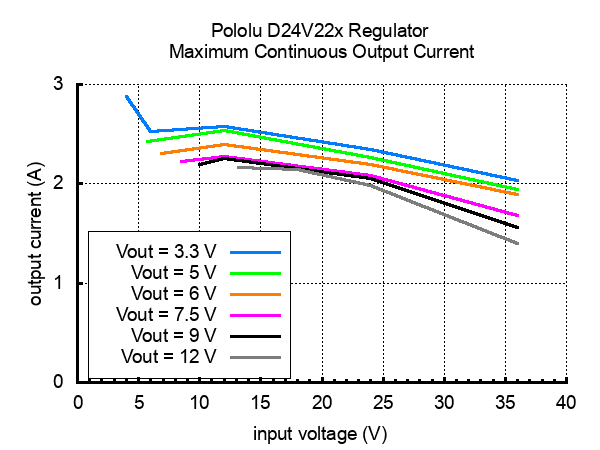 Pololu D24V22x Regulator
Maximum Continuous Output Current
output current (A)
3
2
1
0
Vout = 3.3 V
Vout = 5 V
Vout = 6 V
Vout = 7.5 V
Vout = 9 V
Vout = 12 V
0 5 10 15 20 25 30 35 40
input voltage (V)